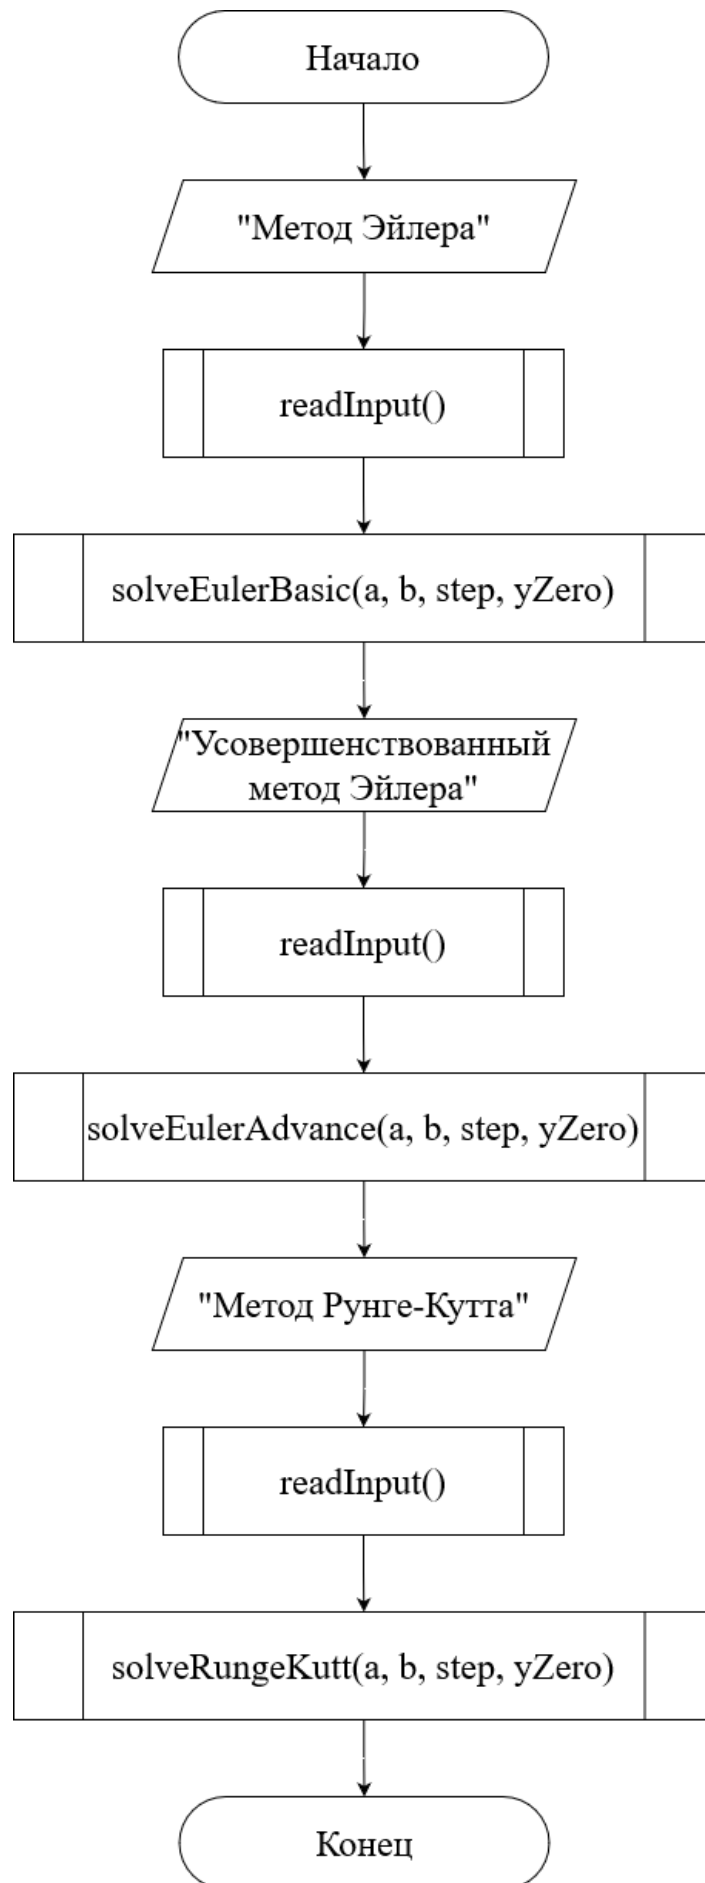 Начало
"Метод Эйлера"
readInput()
solveEulerBasic(a, b, step, yZero)
"Усовершенствованный
метод Эйлера"
readInput()
solveEulerAdvance(a, b, step, yZero)
"Метод Рунге-Кутта"
readInput()
solveRungeKutt(a, b, step, yZero)
Конец